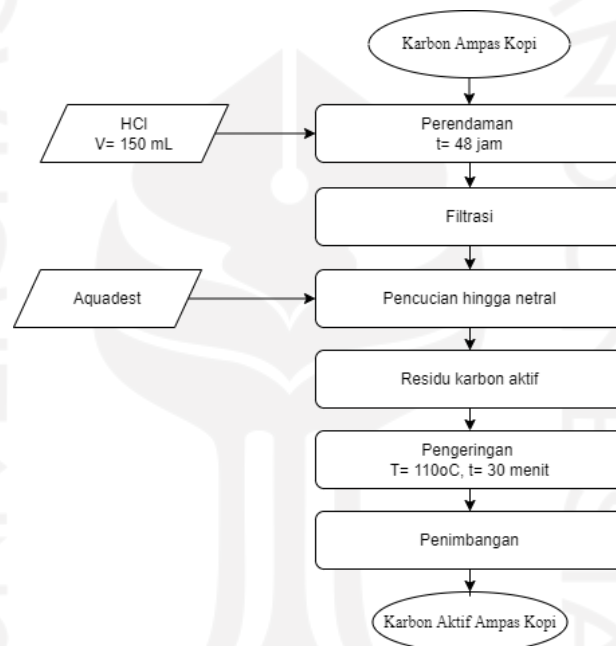 Karbon Ampas Kopi
HCl
V= 150 mL
Perendaman
t= 48 jam
Filtrasi
Aquadest
Pencucian hingga netral
Residu karbon aktif
Pengeringan
T= 110oC, t= 30 menit
Penimbangan
Karbon Aktif Ampas Kopi